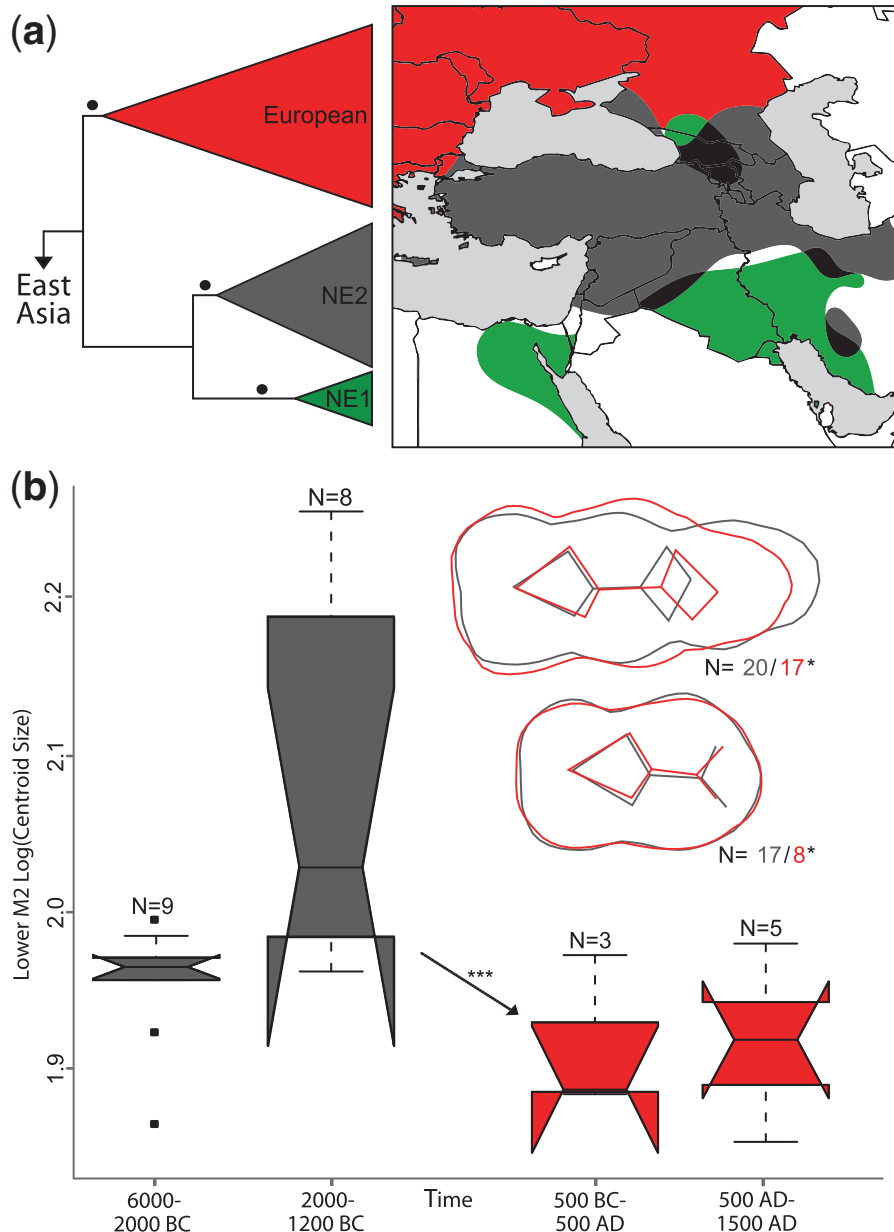 (a)
European
East
Asia
NE2
NE1
(b)
N=8
2.2
N= 20/17*
2.1
N= 17/8*
2.0
N=9
N=3
N=5
***
1.9
Lower M2 Log(Centroid Size)
6000-
2000 BC
2000-
1200 BC
Time
500 BC-
500 AD
500 AD-
1500 AD